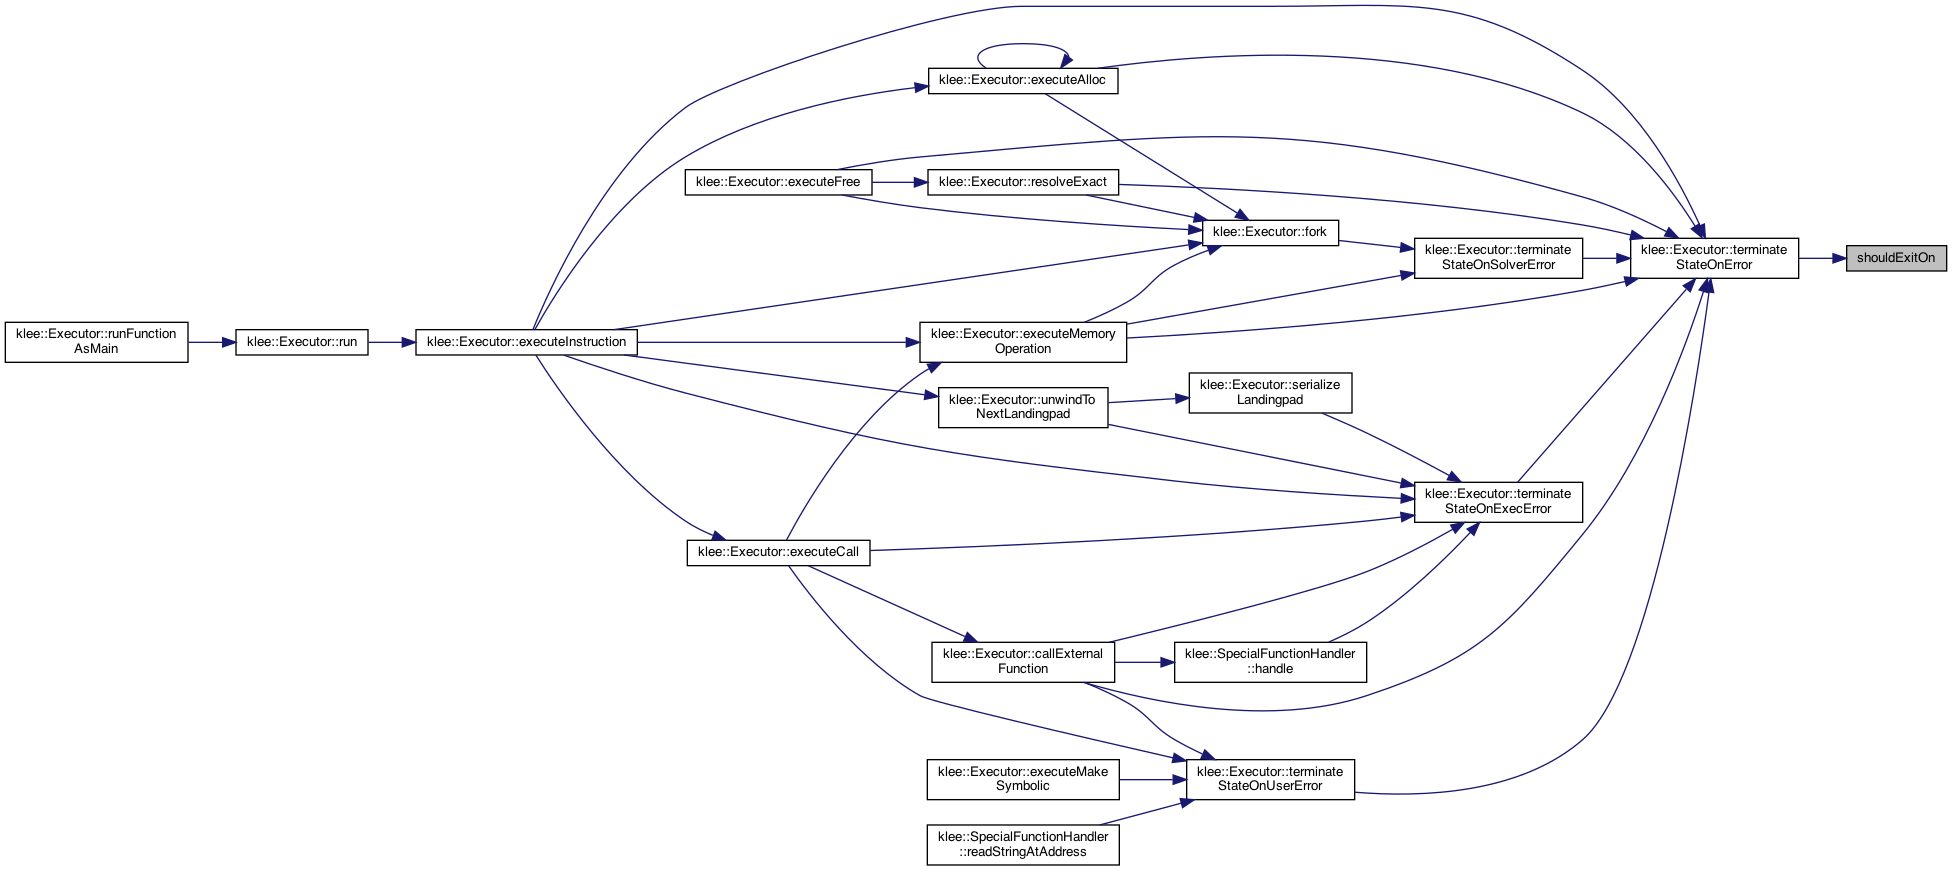 klee::Executor::executeAlloc
klee::Executor::executeFree
klee::Executor::resolveExact
klee::Executor::fork
klee::Executor::terminate
StateOnSolverError
klee::Executor::terminate
StateOnError
shouldExitOn
klee::Executor::runFunction
AsMain
klee::Executor::run
klee::Executor::executeInstruction
klee::Executor::executeMemory
Operation
klee::Executor::unwindTo
NextLandingpad
klee::Executor::serialize
Landingpad
klee::Executor::terminate
StateOnExecError
klee::Executor::executeCall
klee::Executor::callExternal
Function
klee::SpecialFunctionHandler
::handle
klee::Executor::executeMake
Symbolic
klee::Executor::terminate
StateOnUserError
klee::SpecialFunctionHandler
::readStringAtAddress